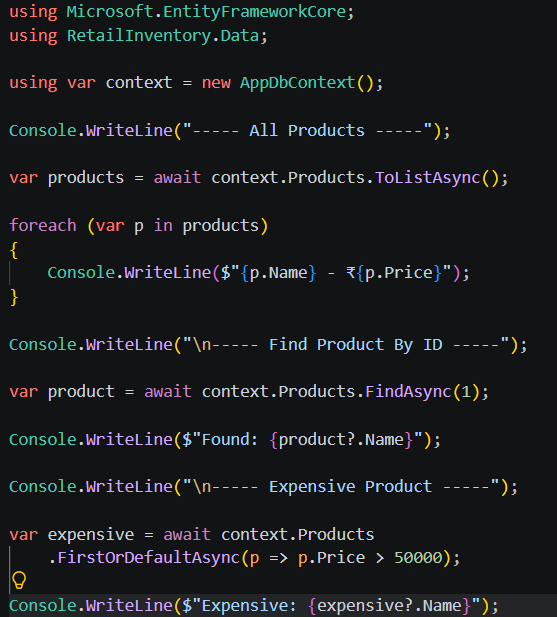 using Microsoft.EntityFrameworkCore;
using RetailInventory.Data;
using var context = new AppDbContext();
Console.WriteLine("----- All Products -----");
var products = await context.Products.ToListAsync();
foreach (var p in products)
{
    Console.WriteLine($"{p.Name} - ₹{p.Price}");
}
Console.WriteLine("\n----- Find Product By ID -----");
var product = await context.Products.FindAsync(1);
Console.WriteLine($"Found: {product?.Name}");
Console.WriteLine("\n----- Expensive Product -----");
var expensive = await context.Products
    .FirstOrDefaultAsync(p => p.Price > 50000);
Console.WriteLine($"Expensive: {expensive?.Name}");